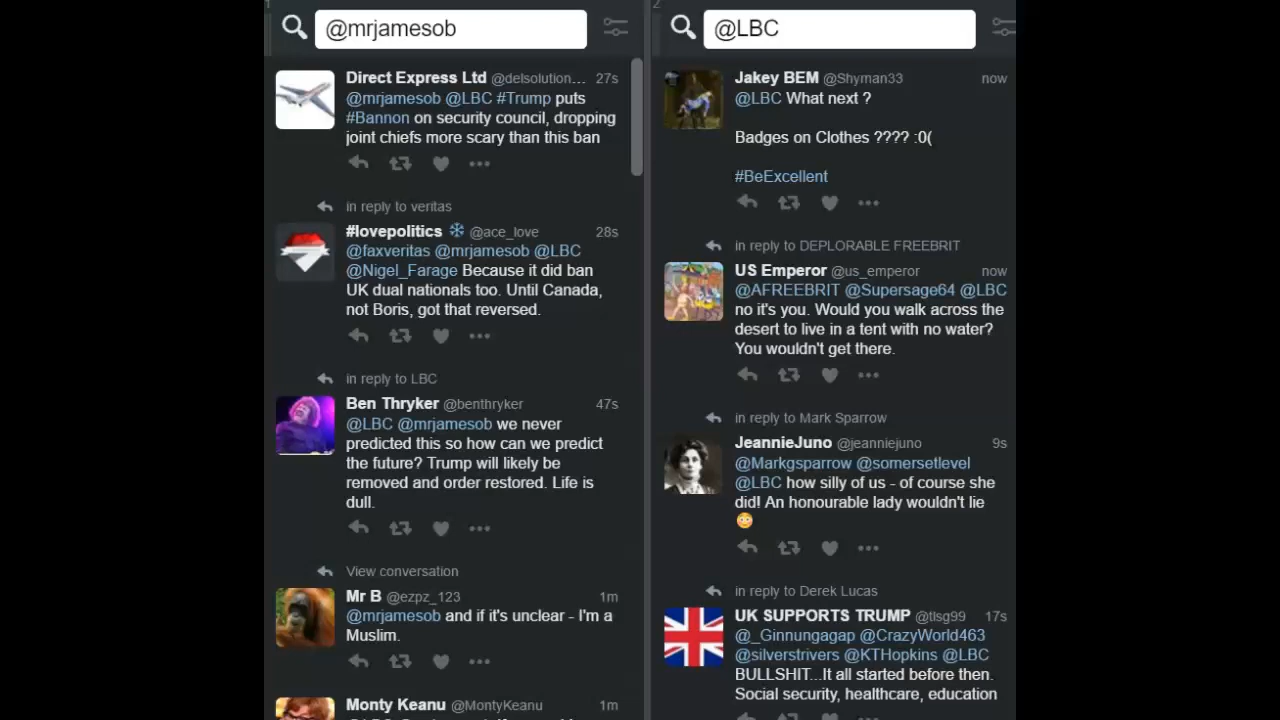 1
@mrjamesob
Direct Express Ltd @delsolution... 27s
@mrjamesob @LBC #Trump puts
#Bannon on security council, dropping
joint chiefs more scary than this ban
in reply to veritas
#lovepolitics ❄ @ace_love 28s
@faxveritas @mrjamesob @LBC
@Nigel_Farage Because it did ban
UK dual nationals too. Until Canada,
not Boris, got that reversed.
in reply to LBC
Ben Thryker @benthryker 47s
@LBC @mrjamesob we never
predicted this so how can we predict
the future? Trump will likely be
removed and order restored. Life is
dull.
View conversation
Mr B @ezpz_123 1m
@mrjamesob and if it's unclear - I'm a
Muslim.
Monty Keanu @MontyKeanu 1m
2
@LBC
Jakey BEM @Shyman33 now
@LBC What next ?
Badges on Clothes ???? :0(
#BeExcellent
in reply to DEPLORABLE FREEBRIT
US Emperor @us_emperor now
@AFREEBRIT @Supersage64 @LBC
no it's you. Would you walk across the
desert to live in a tent with no water?
You wouldn't get there.
in reply to Mark Sparrow
JeannieJuno @jeanniejuno 9s
@Markgsparrow @somersetlevel
@LBC how silly of us - of course she
did! An honourable lady wouldn't lie
😳
in reply to Derek Lucas
UK SUPPORTS TRUMP @tlsg99 17s
@_Ginnungagap @CrazyWorld463
@silverstrivers @KTHopkins @LBC
BULLSHIT...It all started before then.
Social security, healthcare, education